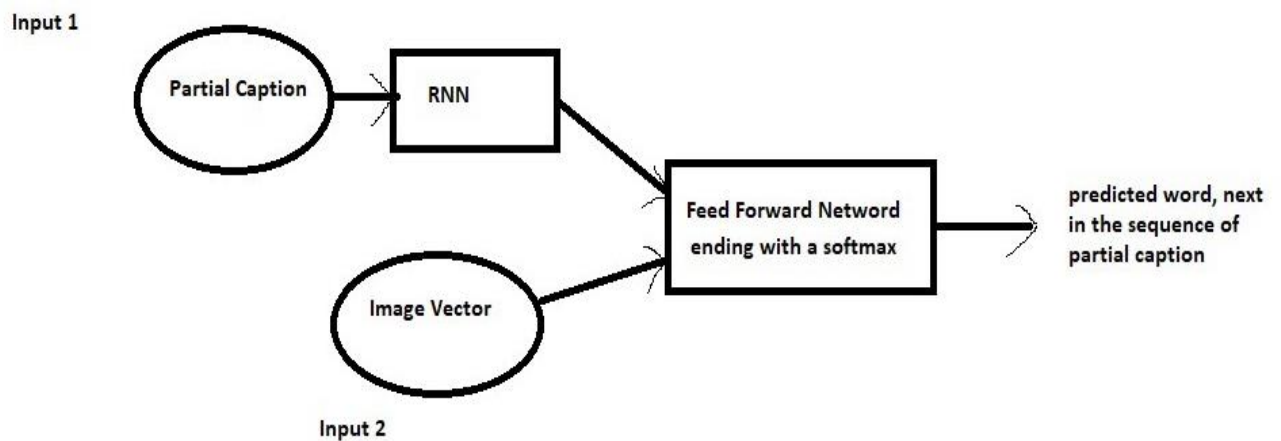 Input 1
Partial Caption
RNN
Feed Forward Netword
ending with a softmax
predicted word, next
in the sequence of
partial caption
Image Vector
Input 2